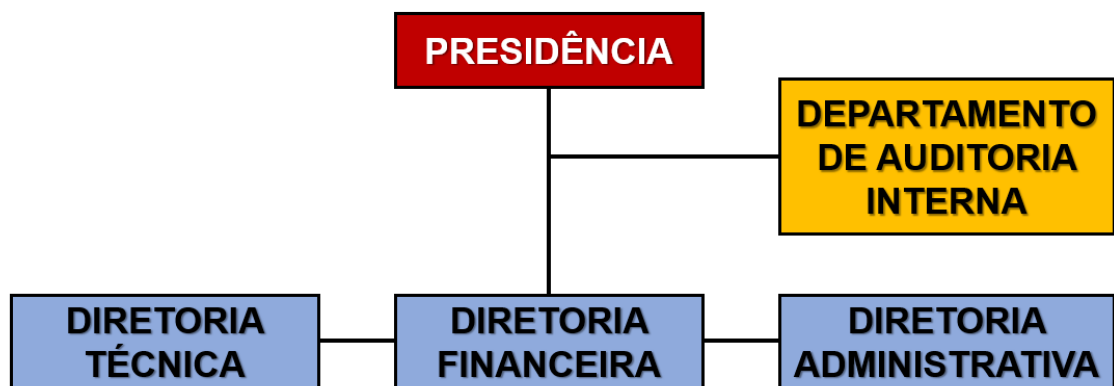 PRESIDÊNCIA
DEPARTAMENTO
DE AUDITORIA
INTERNA
DIRETORIA
TÉCNICA
DIRETORIA
FINANCEIRA
DIRETORIA
ADMINISTRATIVA